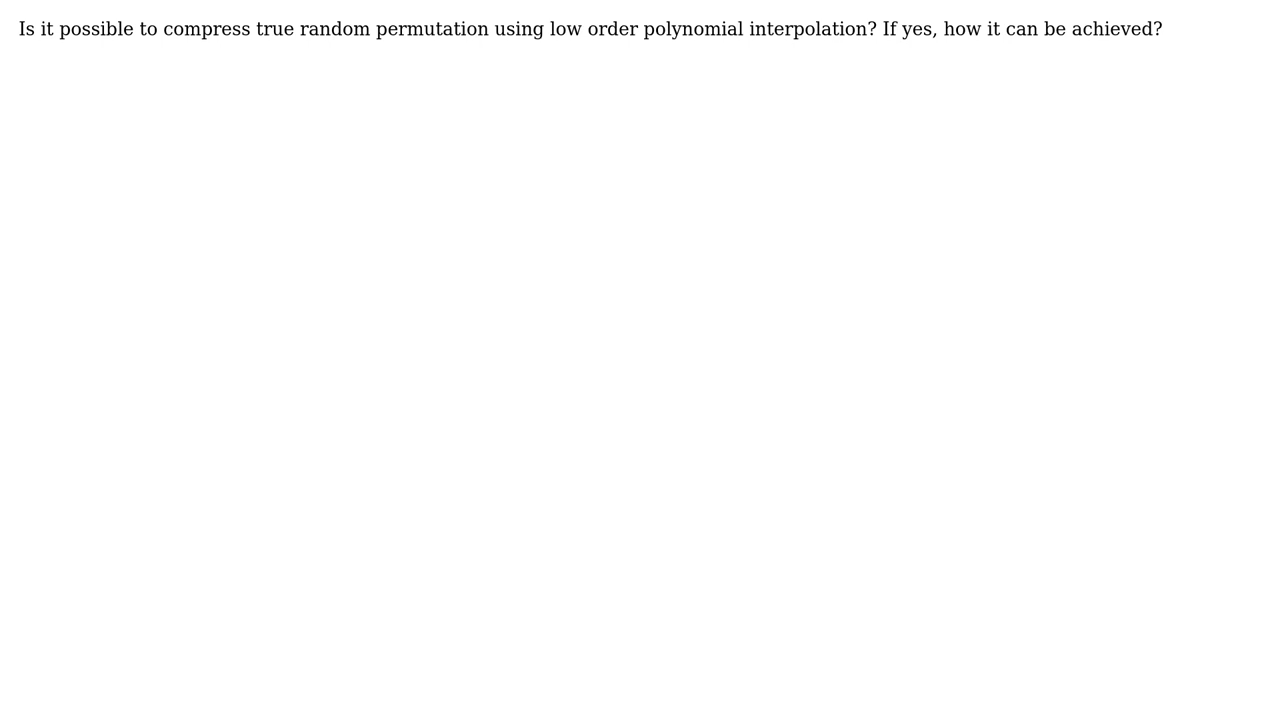 Is it possible to compress true random permutation using low order polynomial interpolation? If yes, how it can be achieved?